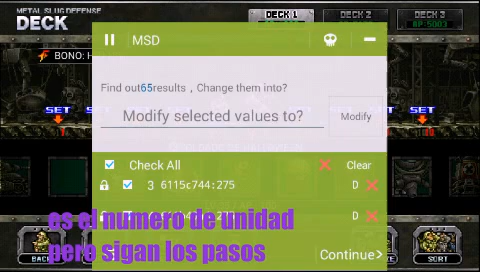 METAL SLUG DEFENSE
DECK
DECK 1
DECK 2
DECK 3
MSD
BONO: H
Find out65results , Change them into?
Modify selected values to?
Modify
SET
SET
SET
SET
Check All
Clear
3 6115c744:275
D
es el numero de unidad
D
pero sigan los pasos
BACK
Continue>
SORT